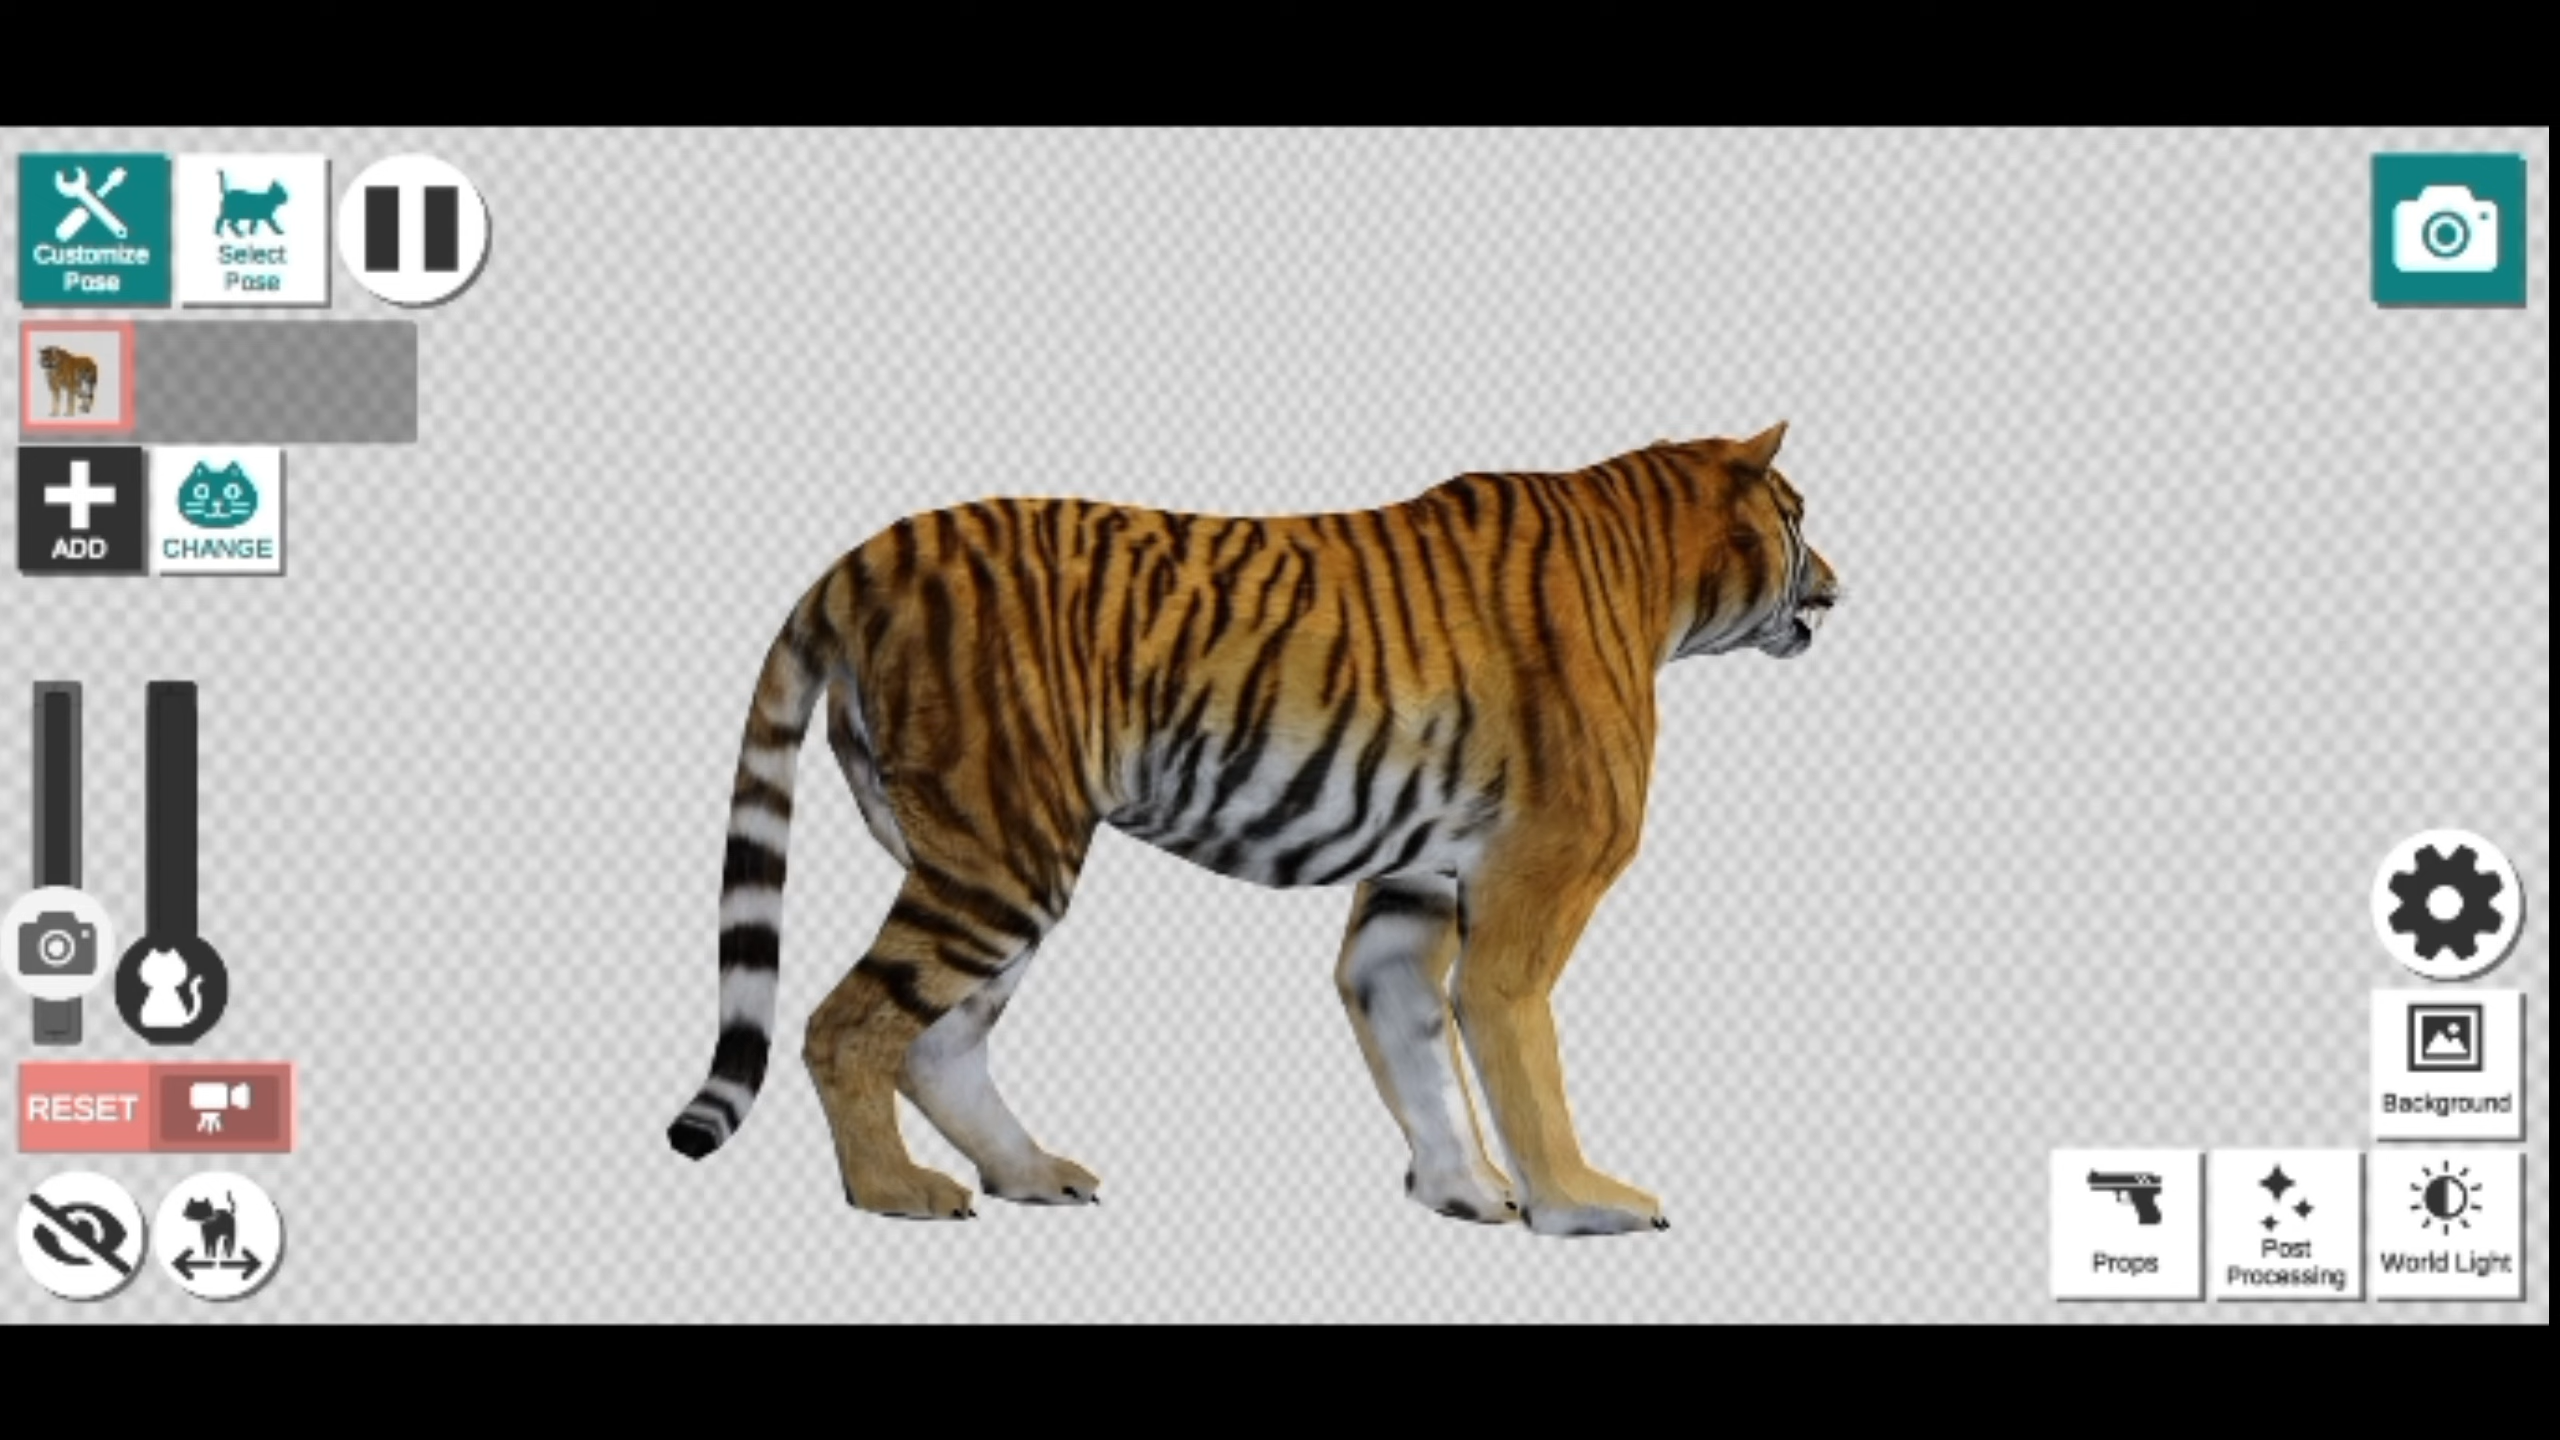 Customize
Pose
Select
Pose
ADD
CHANGE
RESET
Background
Props
Post
Processing
World Light